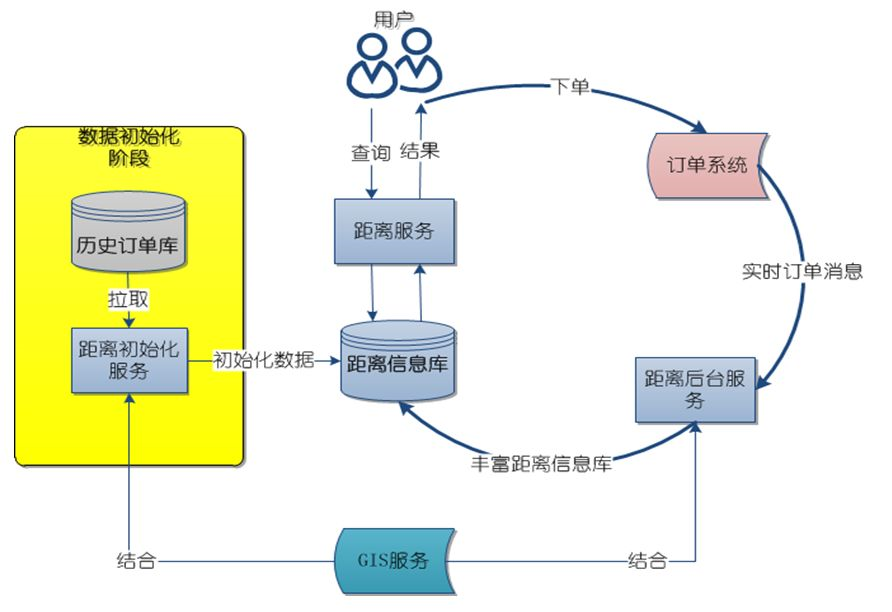 用户
下单
数据初始化
阶段
查询
结果
订单系统
历史订单库
距离服务
实时订单消息
拉取
距离初始化
服务
初始化数据
距离信息库
距离后台服
务
丰富距离信息库
结合
GIS服务
结合